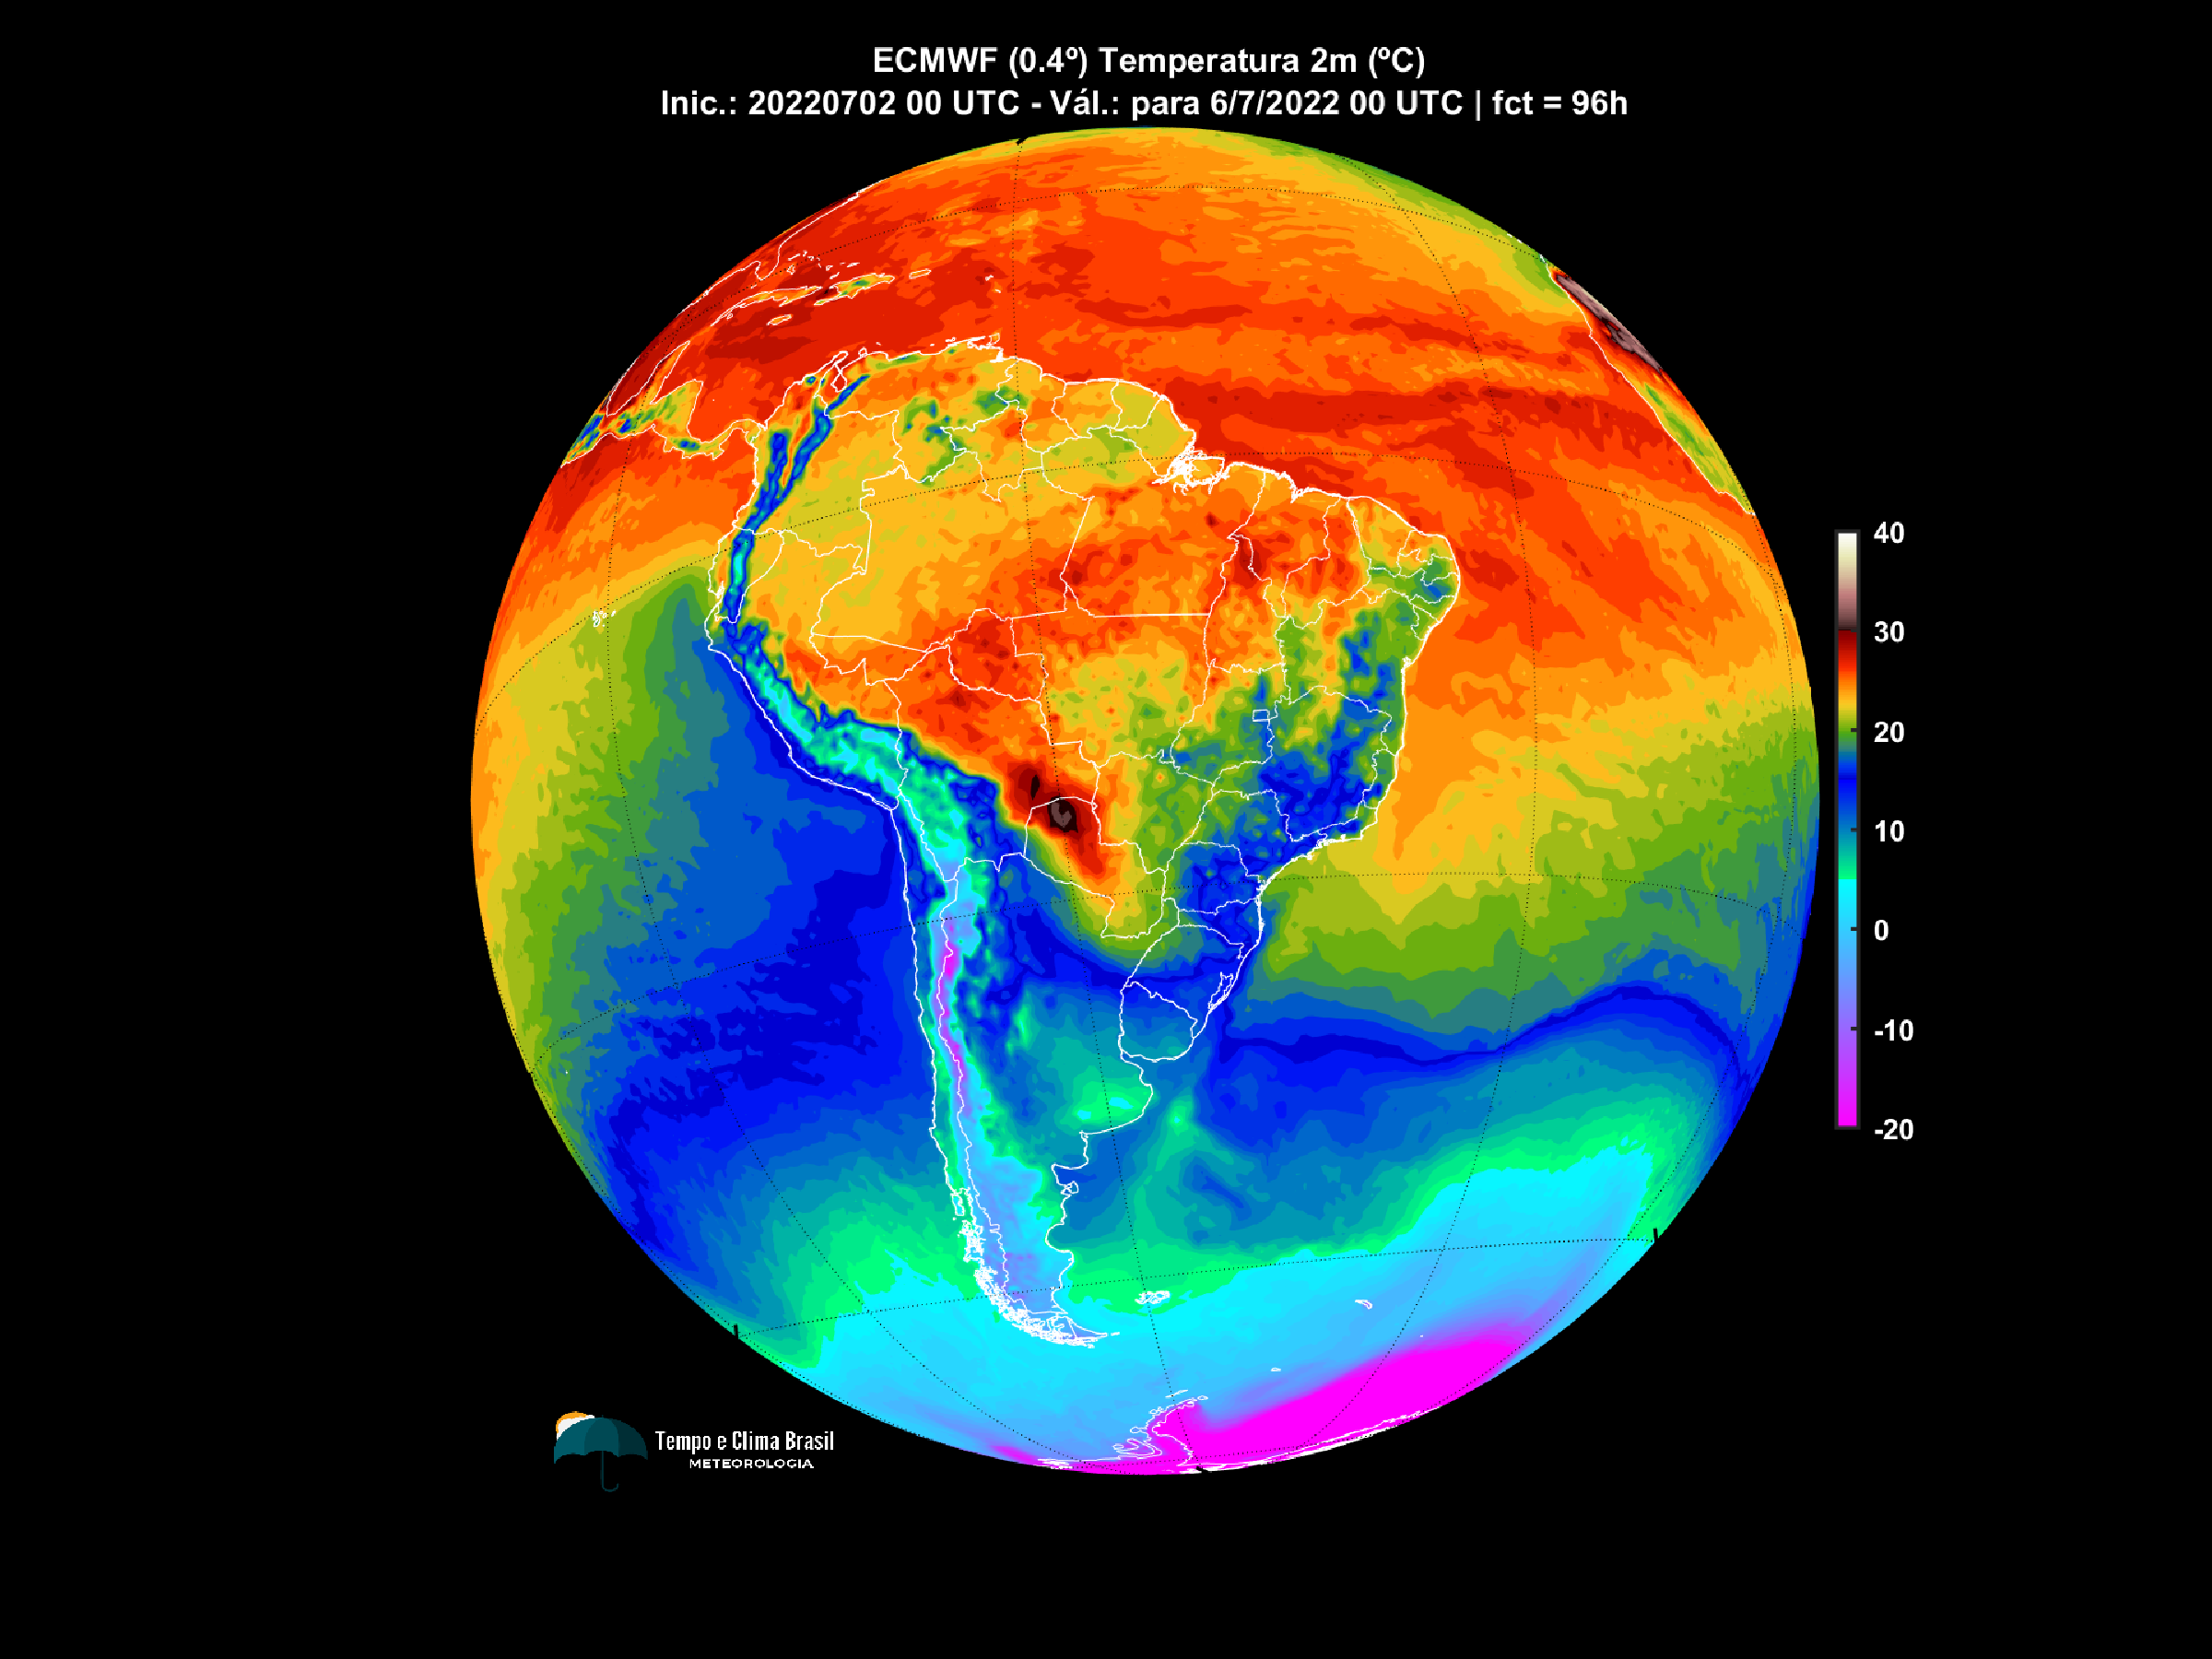 ECMWF (0.4º) Temperatura 2m (ºC)
Inic.: 20220702 00 UTC - Vál.: para 6/7/2022 00 UTC | fct = 96h
40
30
20
10
0
-10
-20
Tempo e Clima Brasil
METEOROLOGIA